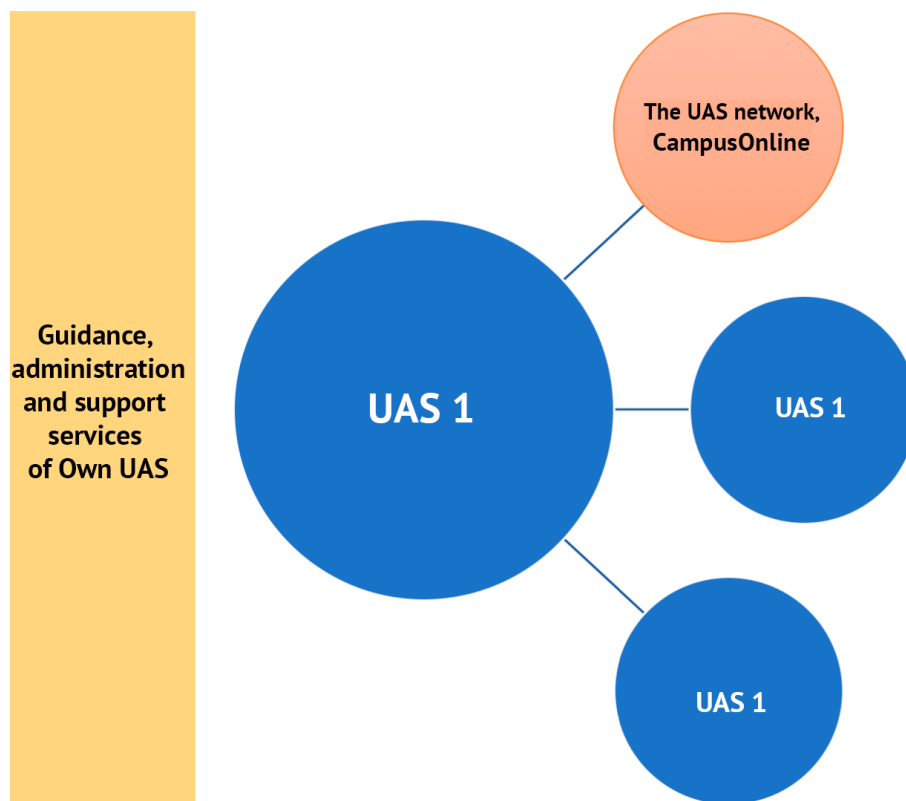 Guidance,
administration
and support
services
of Own UAS
The UAS network,
CampusOnline
UAS 1
UAS 1
UAS 1